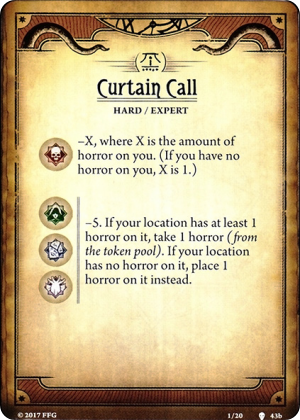 Curtain Call
HARD / EXPERT
–X, where X is the amount of
horror on you. (If you have no
horror on you, X is 1.)
–5. If your location has at least 1
horror on it, take 1 horror (from
the token pool). If your location
has no horror on it, place 1
horror on it instead.
© 2017 FFG
1/20
43b